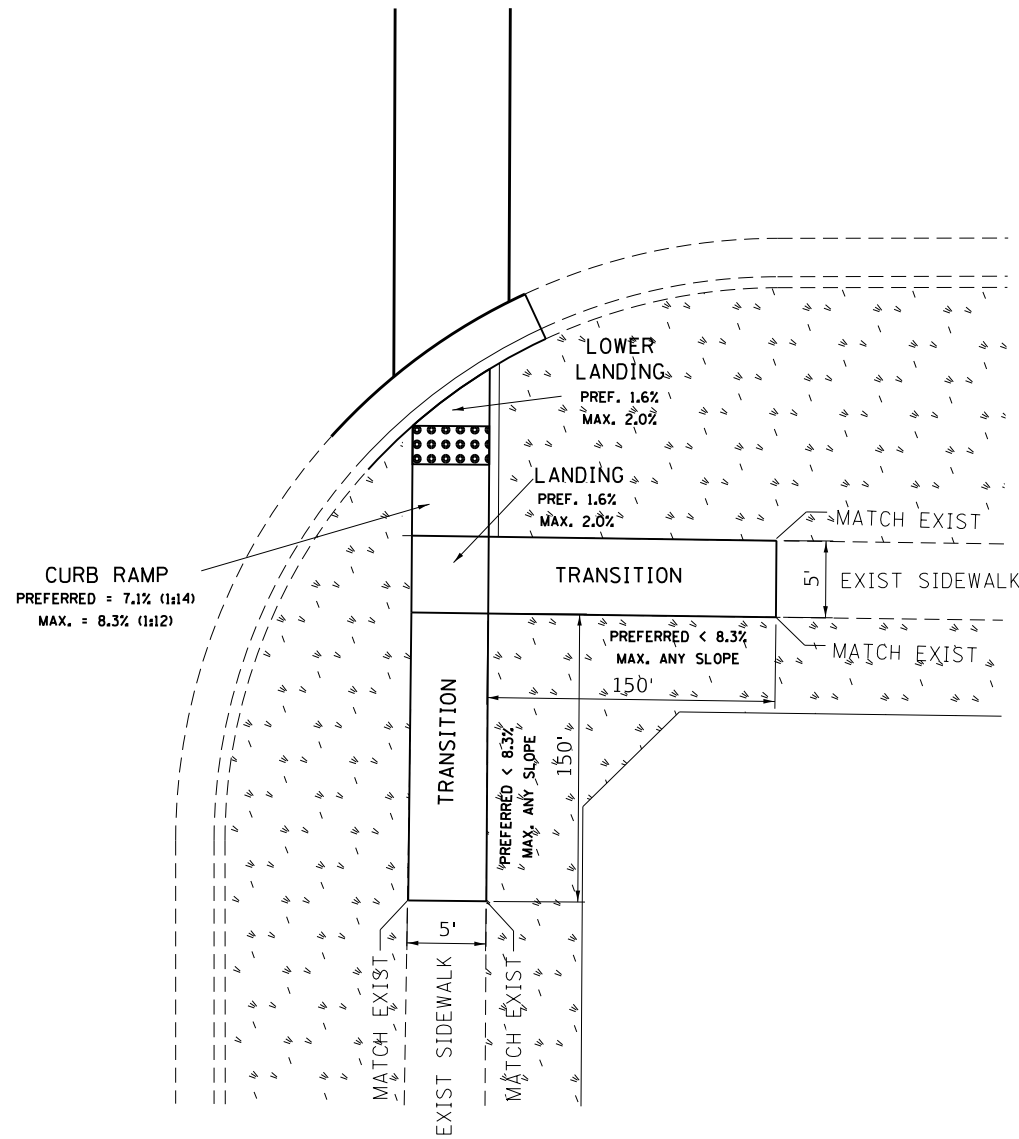 LOWER
LANDING
PREF. 1.6%
MAX. 2.0%
LANDING
PREF. 1.6%
MAX. 2.0%
MATCH EXIST
CURB RAMP
PREFERRED = 7.1% (1:14)
MAX. = 8.3% (1:12)
TRANSITION
5'
EXIST SIDEWALK
PREFERRED < 8.3%
MAX. ANY SLOPE
MATCH EXIST
150'
TRANSITION
PREFERRED < 8.3%
MAX. ANY SLOPE
150'
5'
MATCH EXIST
EXIST SIDEWALK
MATCH EXIST